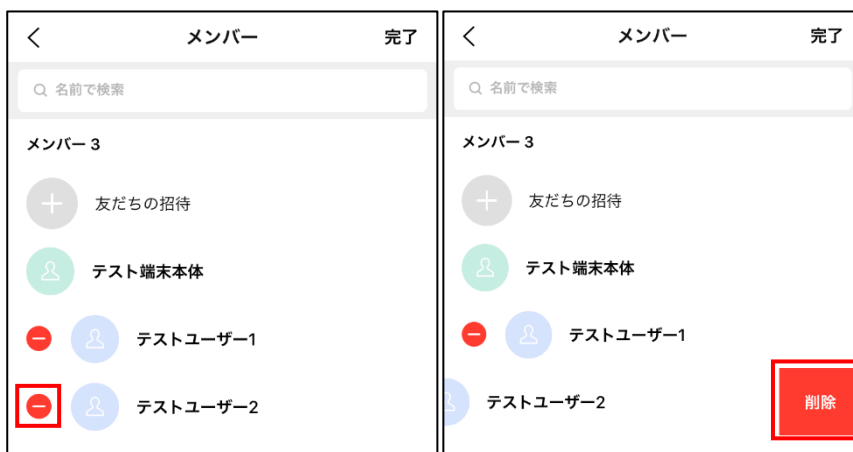 メンバー 完了
名前で検索
メンバー 3
友だちの招待
テスト端末本体
テストユーザー1
テストユーザー2
メンバー 完了
名前で検索
メンバー 3
友だちの招待
テスト端末本体
テストユーザー1
テストユーザー2 削除